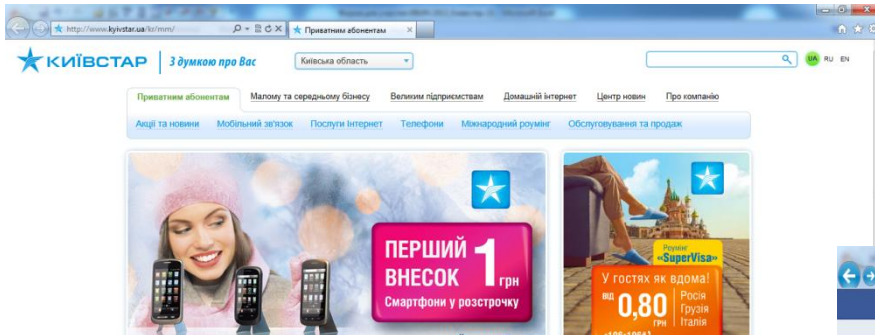 http://www.kyivstar.ua/kr/mm/
Приватним абонентам
КИЇВСТАР
З думкою про Вас
Київська область
UA RU EN
Приватним абонентам Малому та середньому бізнесу Великим підприємствам Домашній інтернет Центр новин Про компанію
Акції та новини Мобільний зв'язок Послуги Інтернет Телефони Міжнародний роумінг Обслуговування та продаж
ПЕРШИЙ 1 грн
ВНЕСОК
Смартфони у розстрочку
Роумінг
«SuperVisa»
У гостях як вдома!
від 0,80 ГРН
Росія
Грузія
Італія